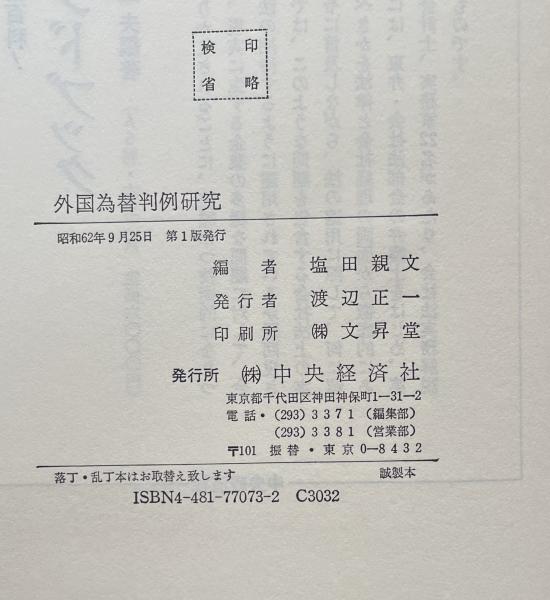 検印
省略
外国為替判例研究
昭和62年9月25日 第1版発行
編者 塩田親文
発行者 渡辺正一
印刷所 ㈱文昇堂
発行所 ㈱中央経済社
東京都千代田区神田神保町1―31―2
電話・(293)3371(編集部)
(293)3381(営業部)
〒101 振替・東京0―8432
落丁・乱丁本はお取替え致します 誠製本
ISBN4-481-77073-2 C3032